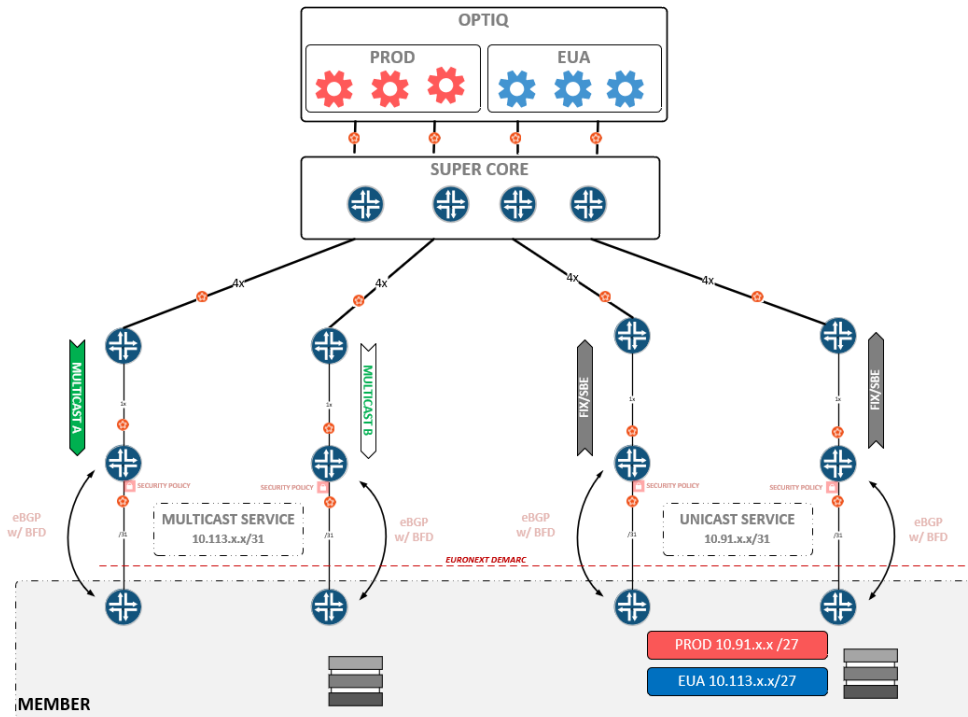 OPTIQ
PROD
EUA
SUPER CORE
4x
4x
4x
4x
MULTICAST A
MULTICAST B
FIX/SBE
FIX/SBE
1x
1x
1x
1x
SECURITY POLICY
SECURITY POLICY
SECURITY POLICY
SECURITY POLICY
eBGP
w/ BFD
MULTICAST SERVICE
10.113.x.x/31
eBGP
w/ BFD
eBGP
w/ BFD
UNICAST SERVICE
10.91.x.x/31
eBGP
w/ BFD
/31
/31
/31
/31
EURONEXT DEMARC
PROD 10.91.x.x /27
EUA 10.113.x.x/27
MEMBER